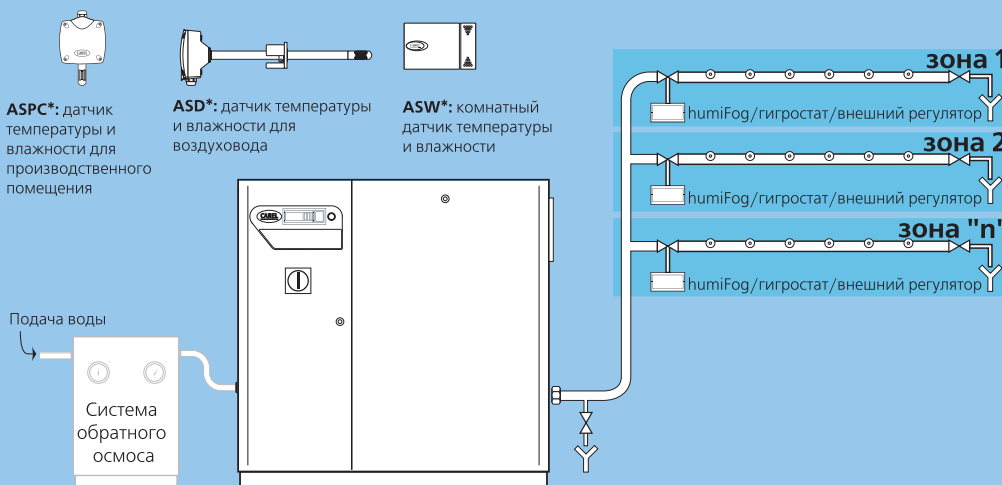 ASPC*: датчик
температуры и
влажности для
производственного
помещения
ASD*: датчик температуры
и влажности для
воздуховода
ASW*: комнатный
датчик температуры
и влажности
зона 1
humiFog/гигростат/внешний регулятор
зона 2
humiFog/гигростат/внешний регулятор
зона "n"
humiFog/гигростат/внешний регулятор
CAREL
CAREL
Подача воды
Система
обратного
осмоса